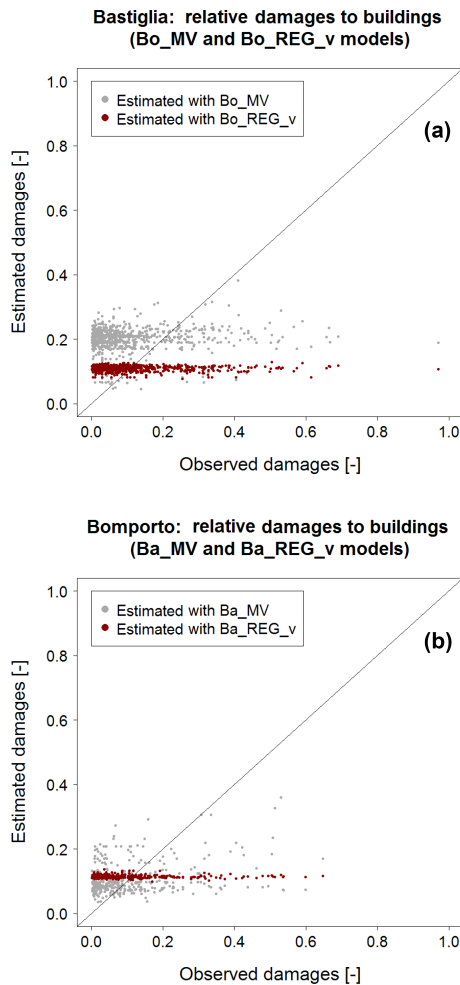 Bastiglia: relative damages to buildings
(Bo_MV and Bo_REG_v models)
1.0
0.8
0.6
0.4
0.2
0.0
Estimated damages [-]
Estimated with Bo_MV
Estimated with Bo_REG_v
(a)
0.0 0.2 0.4 0.6 0.8 1.0
Observed damages [-]
Bomporto: relative damages to buildings
(Ba_MV and Ba_REG_v models)
1.0
0.8
0.6
0.4
0.2
0.0
Estimated damages [-]
Estimated with Ba_MV
Estimated with Ba_REG_v
(b)
0.0 0.2 0.4 0.6 0.8 1.0
Observed damages [-]